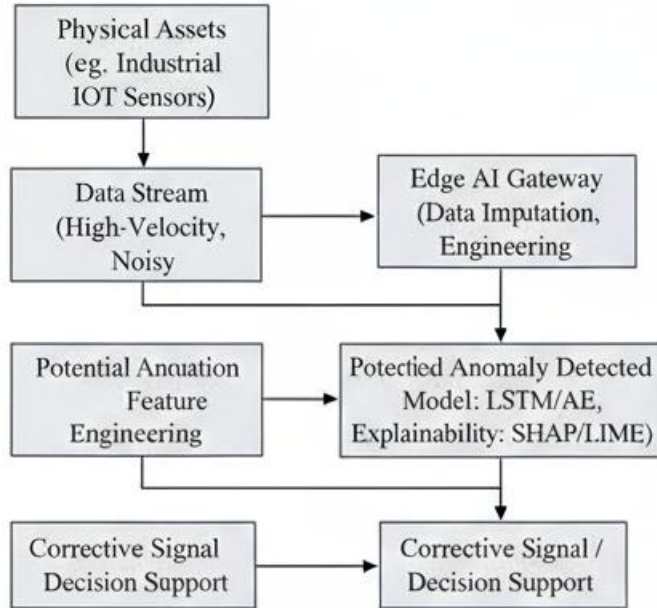 Physical Assets
(eg. Industrial
IOT Sensors)
Data Stream
(High-Velocity,
Noisy
Edge AI Gateway
(Data Imputation,
Engineering
Potential Ancuation
Feature
Engineering
Potectied Anomaly Detected
Model: LSTM/AE,
Explainability: SHAP/LIME)
Corrective Signal
Decision Support
Corrective Signal /
Decision Support